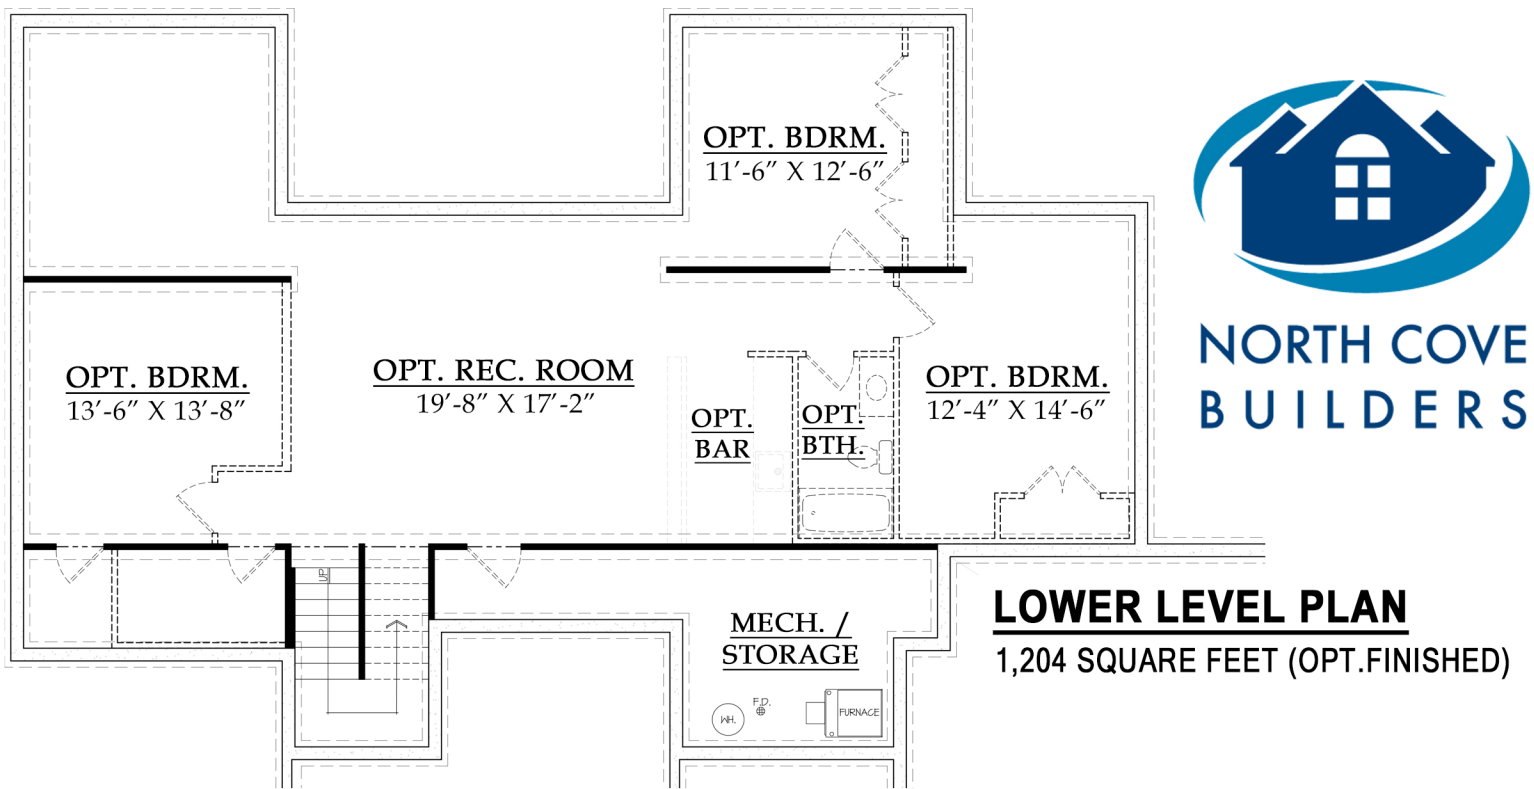 OPT. BDRM.
11'-6" X 12'-6"
NORTH COVE
BUILDERS
OPT. BDRM.
13'-6" X 13'-8"
OPT. REC. ROOM
19'-8" X 17'-2"
OPT.
BAR
OPT.
BTH.
OPT. BDRM.
12'-4" X 14'-6"
UP
MECH. /
STORAGE
F.D.
WH.
FURNACE
LOWER LEVEL PLAN
1,204 SQUARE FEET (OPT.FINISHED)